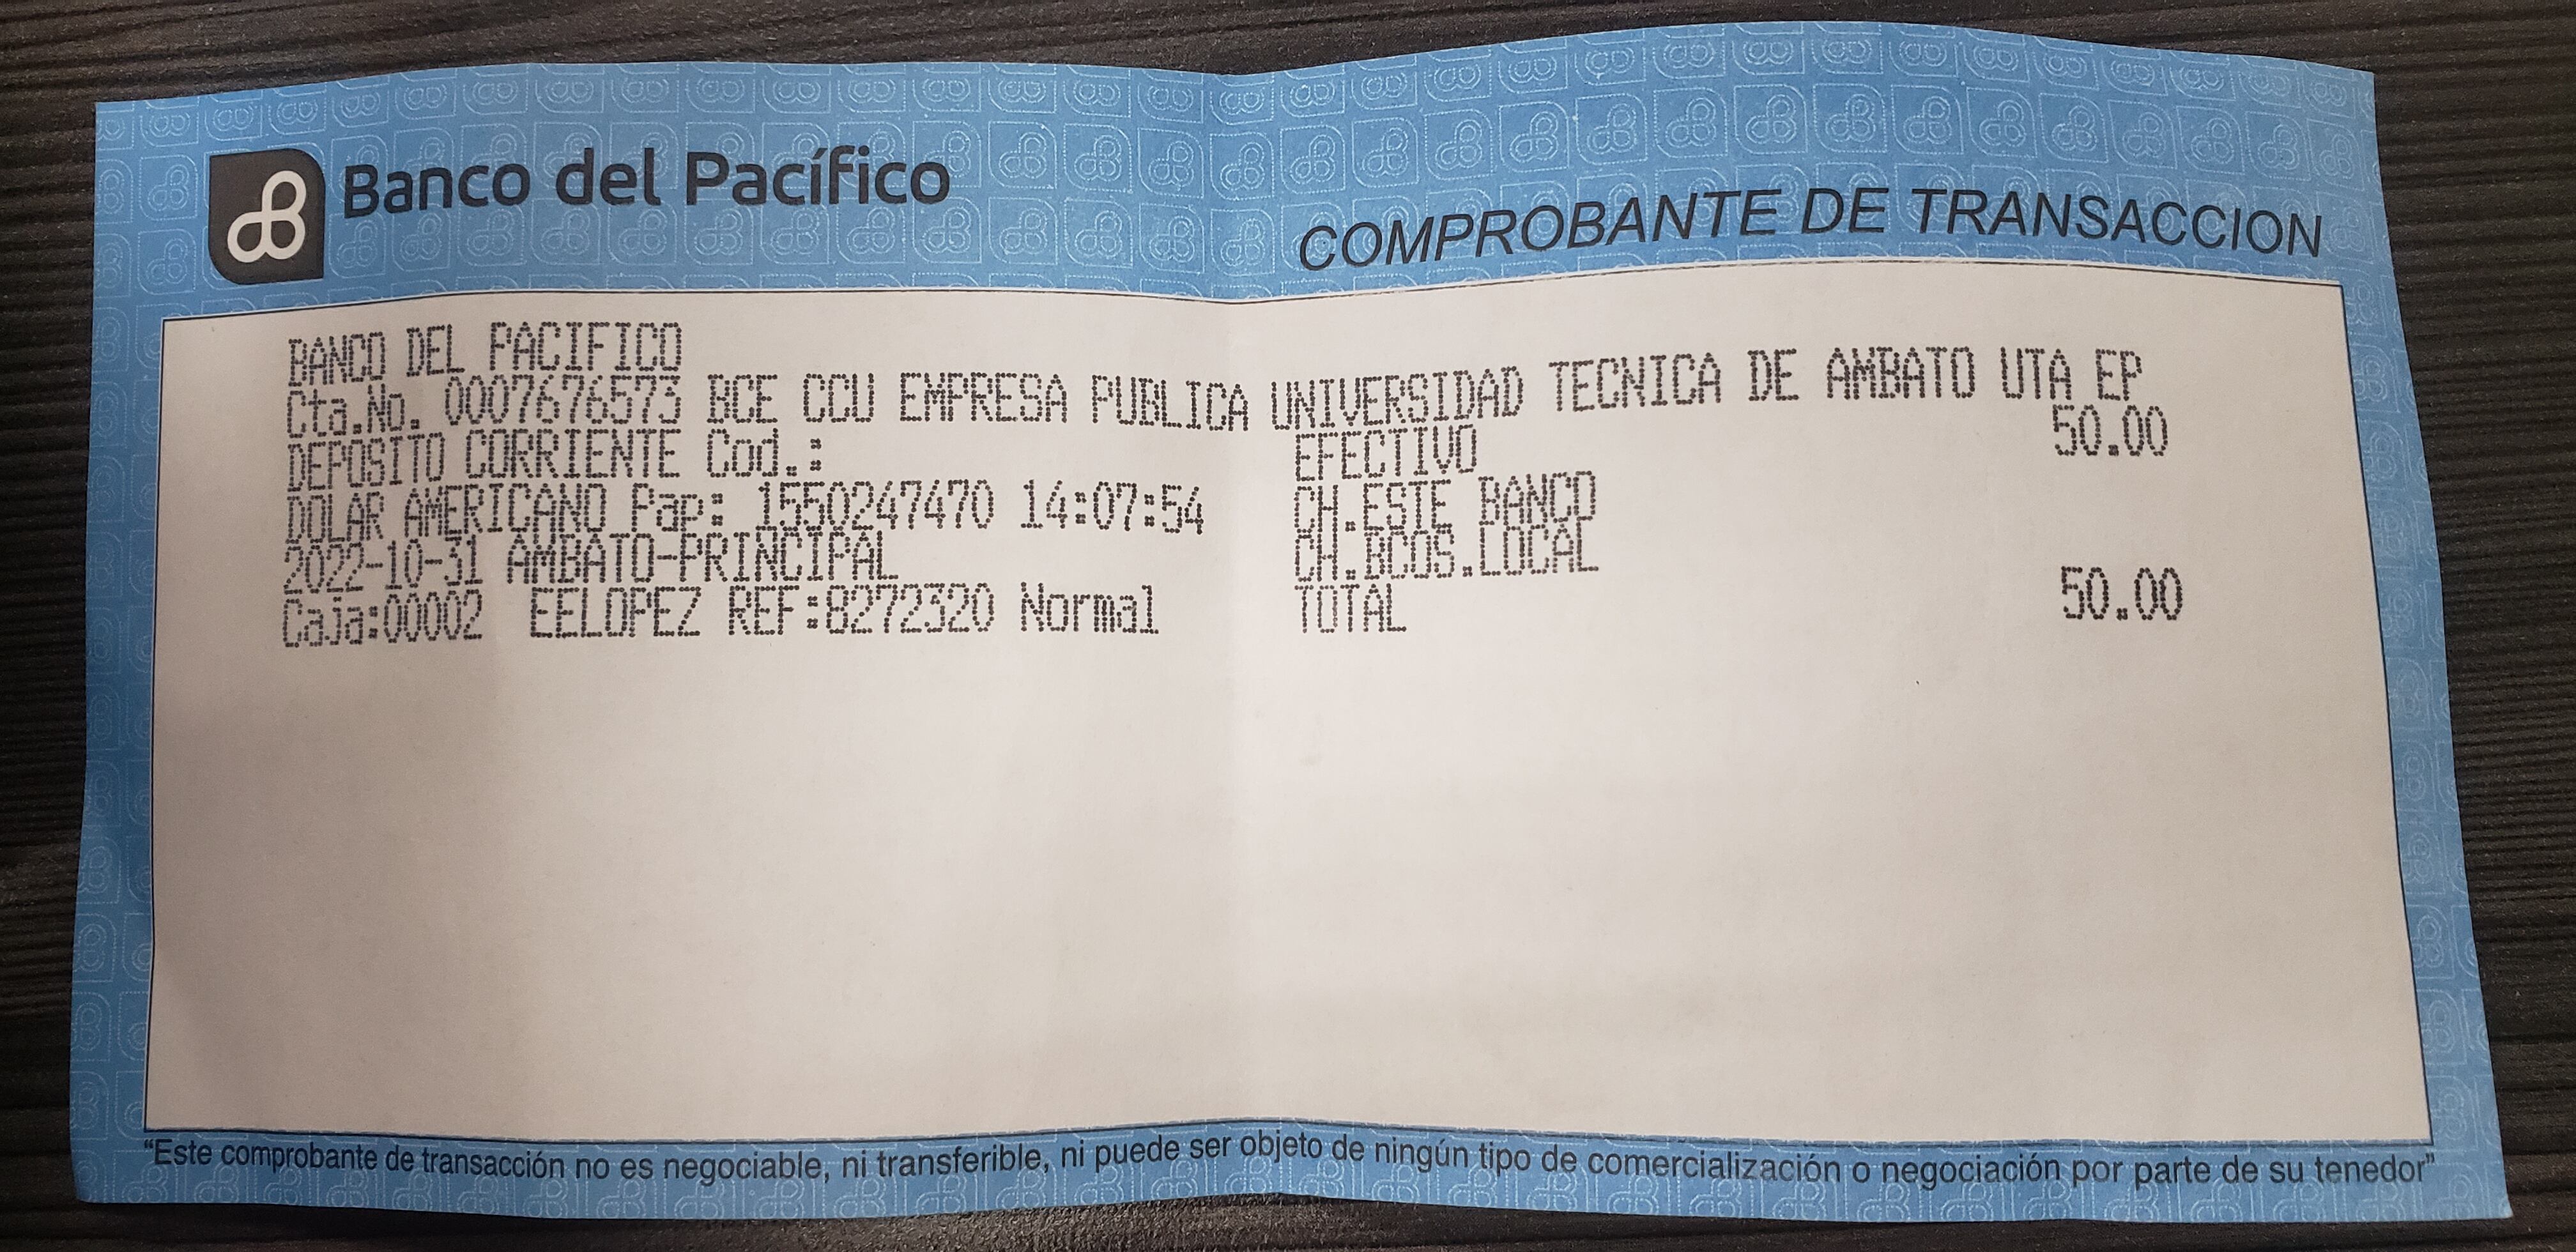 Banco del Pacífico
COMPROBANTE DE TRANSACCION
BANCO DEL PACIFICO
Cta.No. 0007676573 BCE CCU EMPRESA PUBLICA UNIVERSIDAD TECNICA DE AMBATO UTA EP
DEPOSITO CORRIENTE Cod.: EFECTIVO 50.00
DOLAR AMERICANO Pap: 1550247470 14:07:54 CH.ESTE BANCO
2022-10-31 AMBATO-PRINCIPAL CH.BCOS.LOCAL
Caja:00002 EELOPEZ REF:8272320 Normal TOTAL 50.00
“Este comprobante de transacción no es negociable, ni transferible, ni puede ser objeto de ningún tipo de comercialización o negociación por parte de su tenedor”